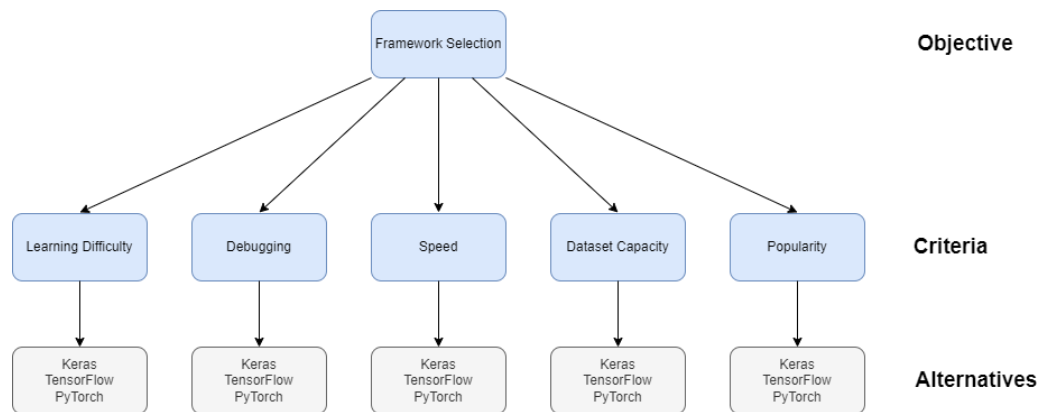 Framework Selection
Objective
Learning Difficulty
Debugging
Speed
Dataset Capacity
Popularity
Criteria
Keras
TensorFlow
PyTorch
Keras
TensorFlow
PyTorch
Keras
TensorFlow
PyTorch
Keras
TensorFlow
PyTorch
Keras
TensorFlow
PyTorch
Alternatives